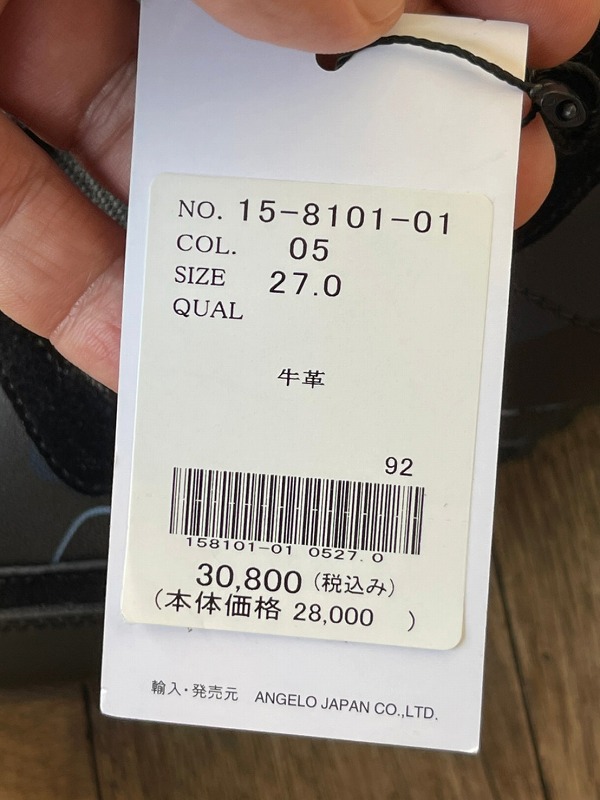 NO. 15-8101-01
COL. 05
SIZE 27.0
QUAL
牛革
92
158101-01 0527.0
30,800 (税込み)
(本体価格 28,000 )
輸入・発売元 ANGELO JAPAN CO.,LTD.